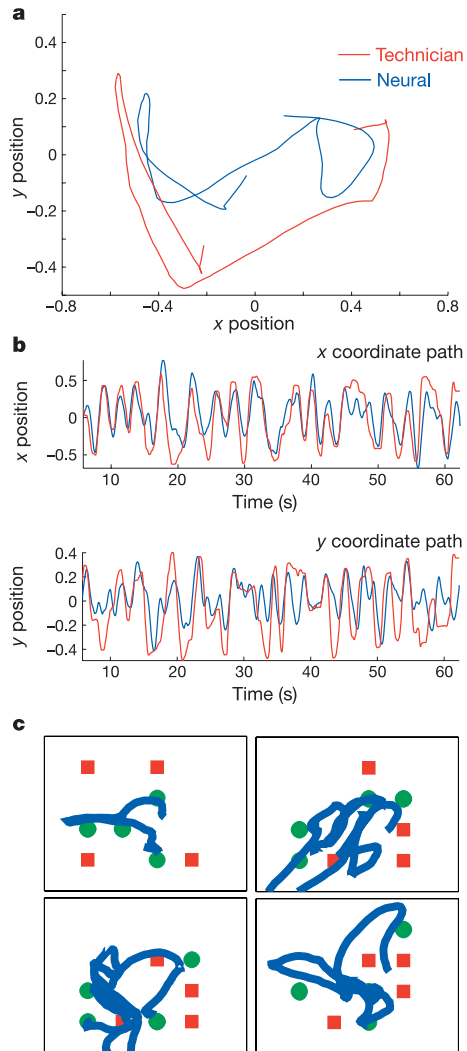 a
Technician
Neural
0.4
0.2
0
−0.2
−0.4
y position
−0.8
−0.4
0
0.4
0.8
x position
b
x coordinate path
0.5
0
−0.5
x position
10
20
30
40
50
60
Time (s)
y coordinate path
0.4
0.2
0
−0.2
−0.4
y position
10
20
30
40
50
60
Time (s)
c